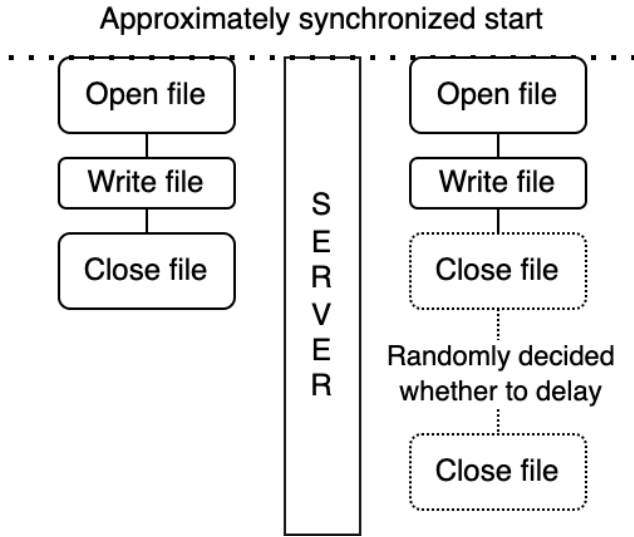 Approximately synchronized start
Open file
Write file
Close file
S
E
R
V
E
R
Open file
Write file
Close file
Randomly decided
whether to delay
Close file